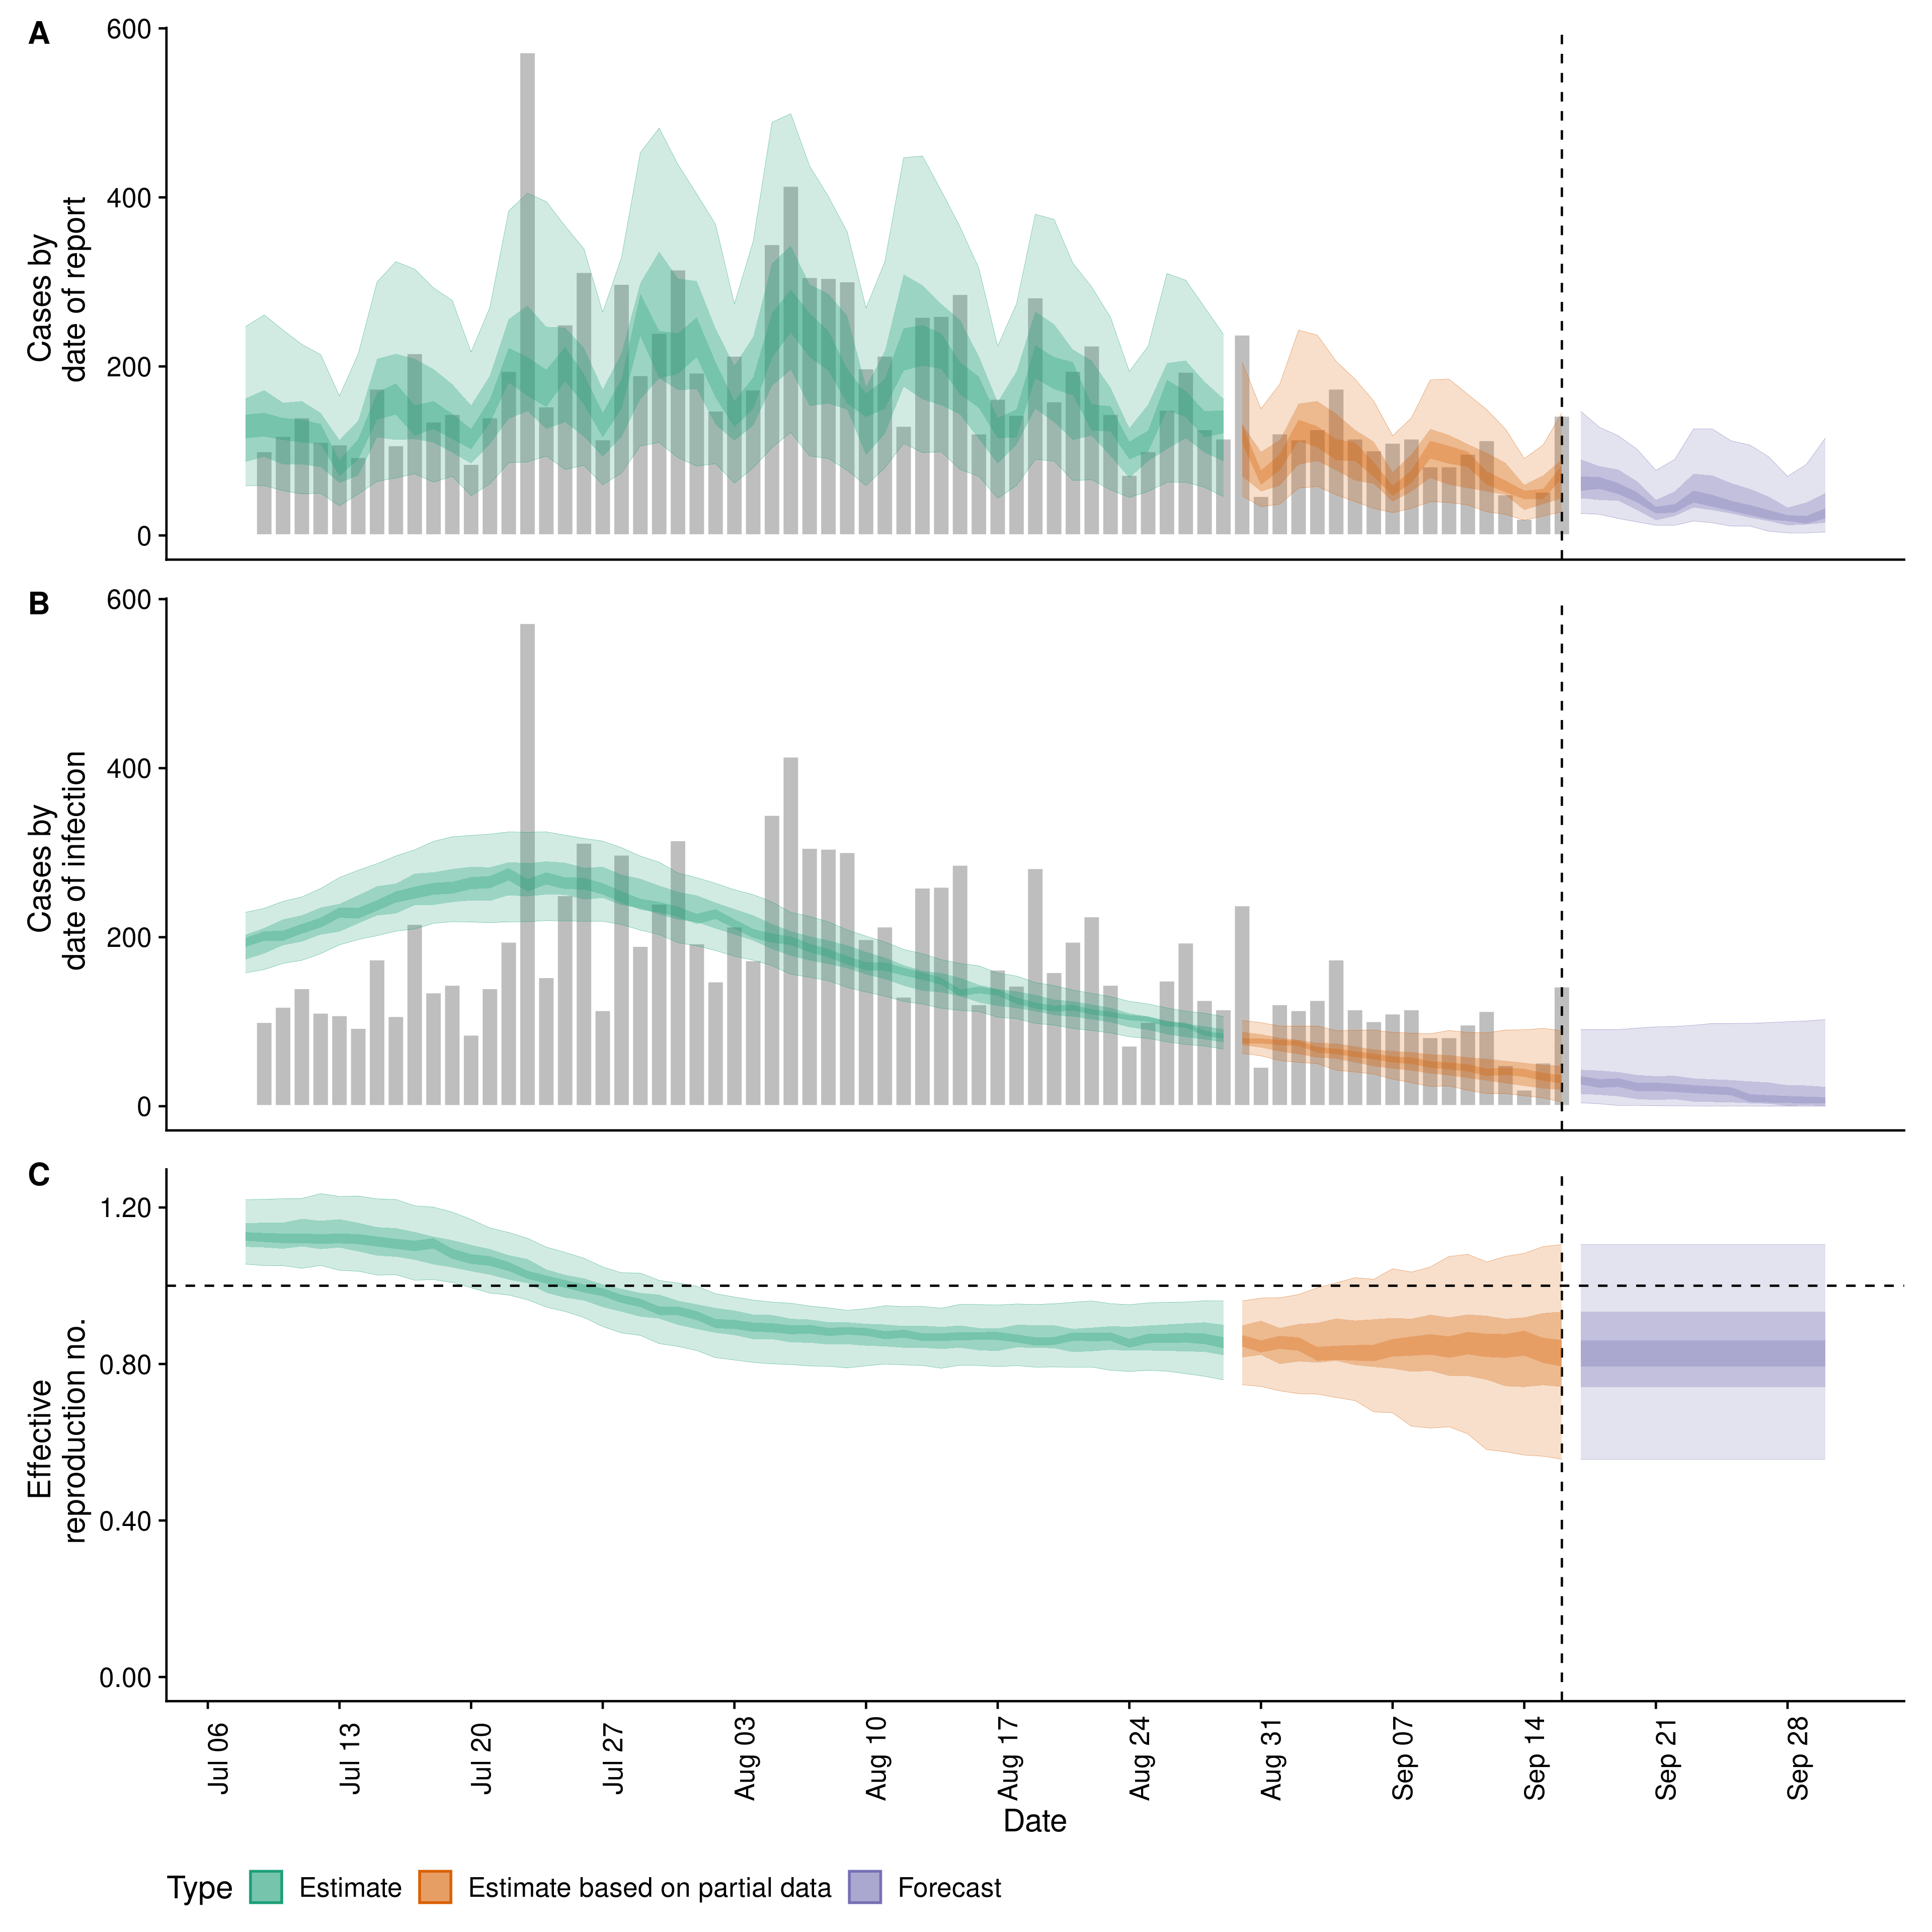 A
600
400
200
0
Cases by
date of report
B
600
400
200
0
Cases by
date of infection
C
1.20
0.80
0.40
0.00
Effective
reproduction no.
Jul 06
Jul 13
Jul 20
Jul 27
Aug 03
Aug 10
Aug 17
Aug 24
Aug 31
Sep 07
Sep 14
Sep 21
Sep 28
Date
Type Estimate Estimate based on partial data Forecast